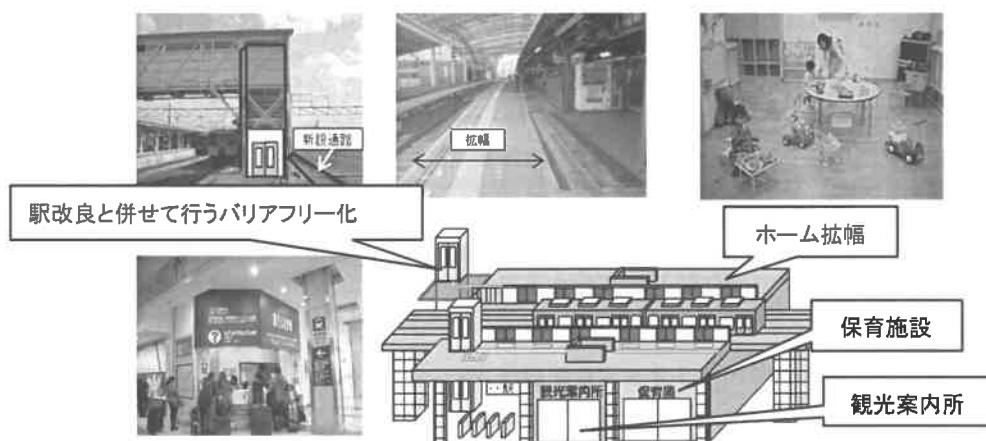 新設通路
拡幅
駅改良と併せて行うバリアフリー化
ホーム拡幅
保育施設
観光案内所
観光案内所
保育園